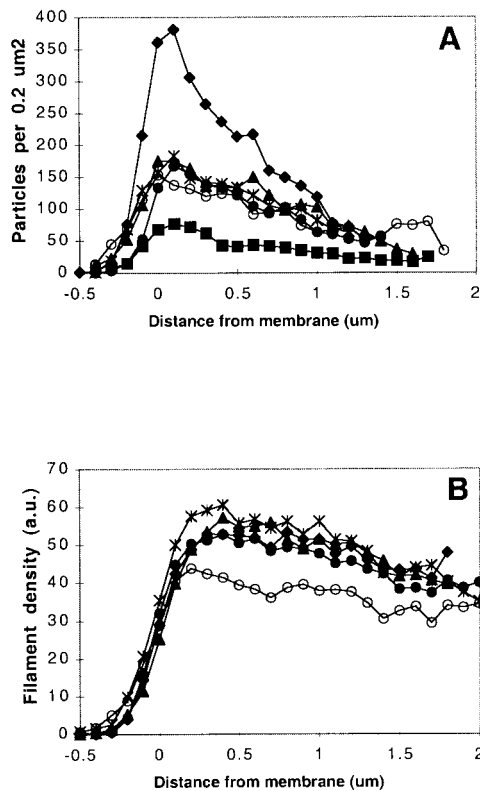 A
Particles per 0.2 um2
400
350
300
250
200
150
100
50
0
-0.5 0 0.5 1 1.5 2
Distance from membrane (um)
B
Filament density (a.u.)
70
60
50
40
30
20
10
0
-0.5 0 0.5 1 1.5 2
Distance from membrane (um)